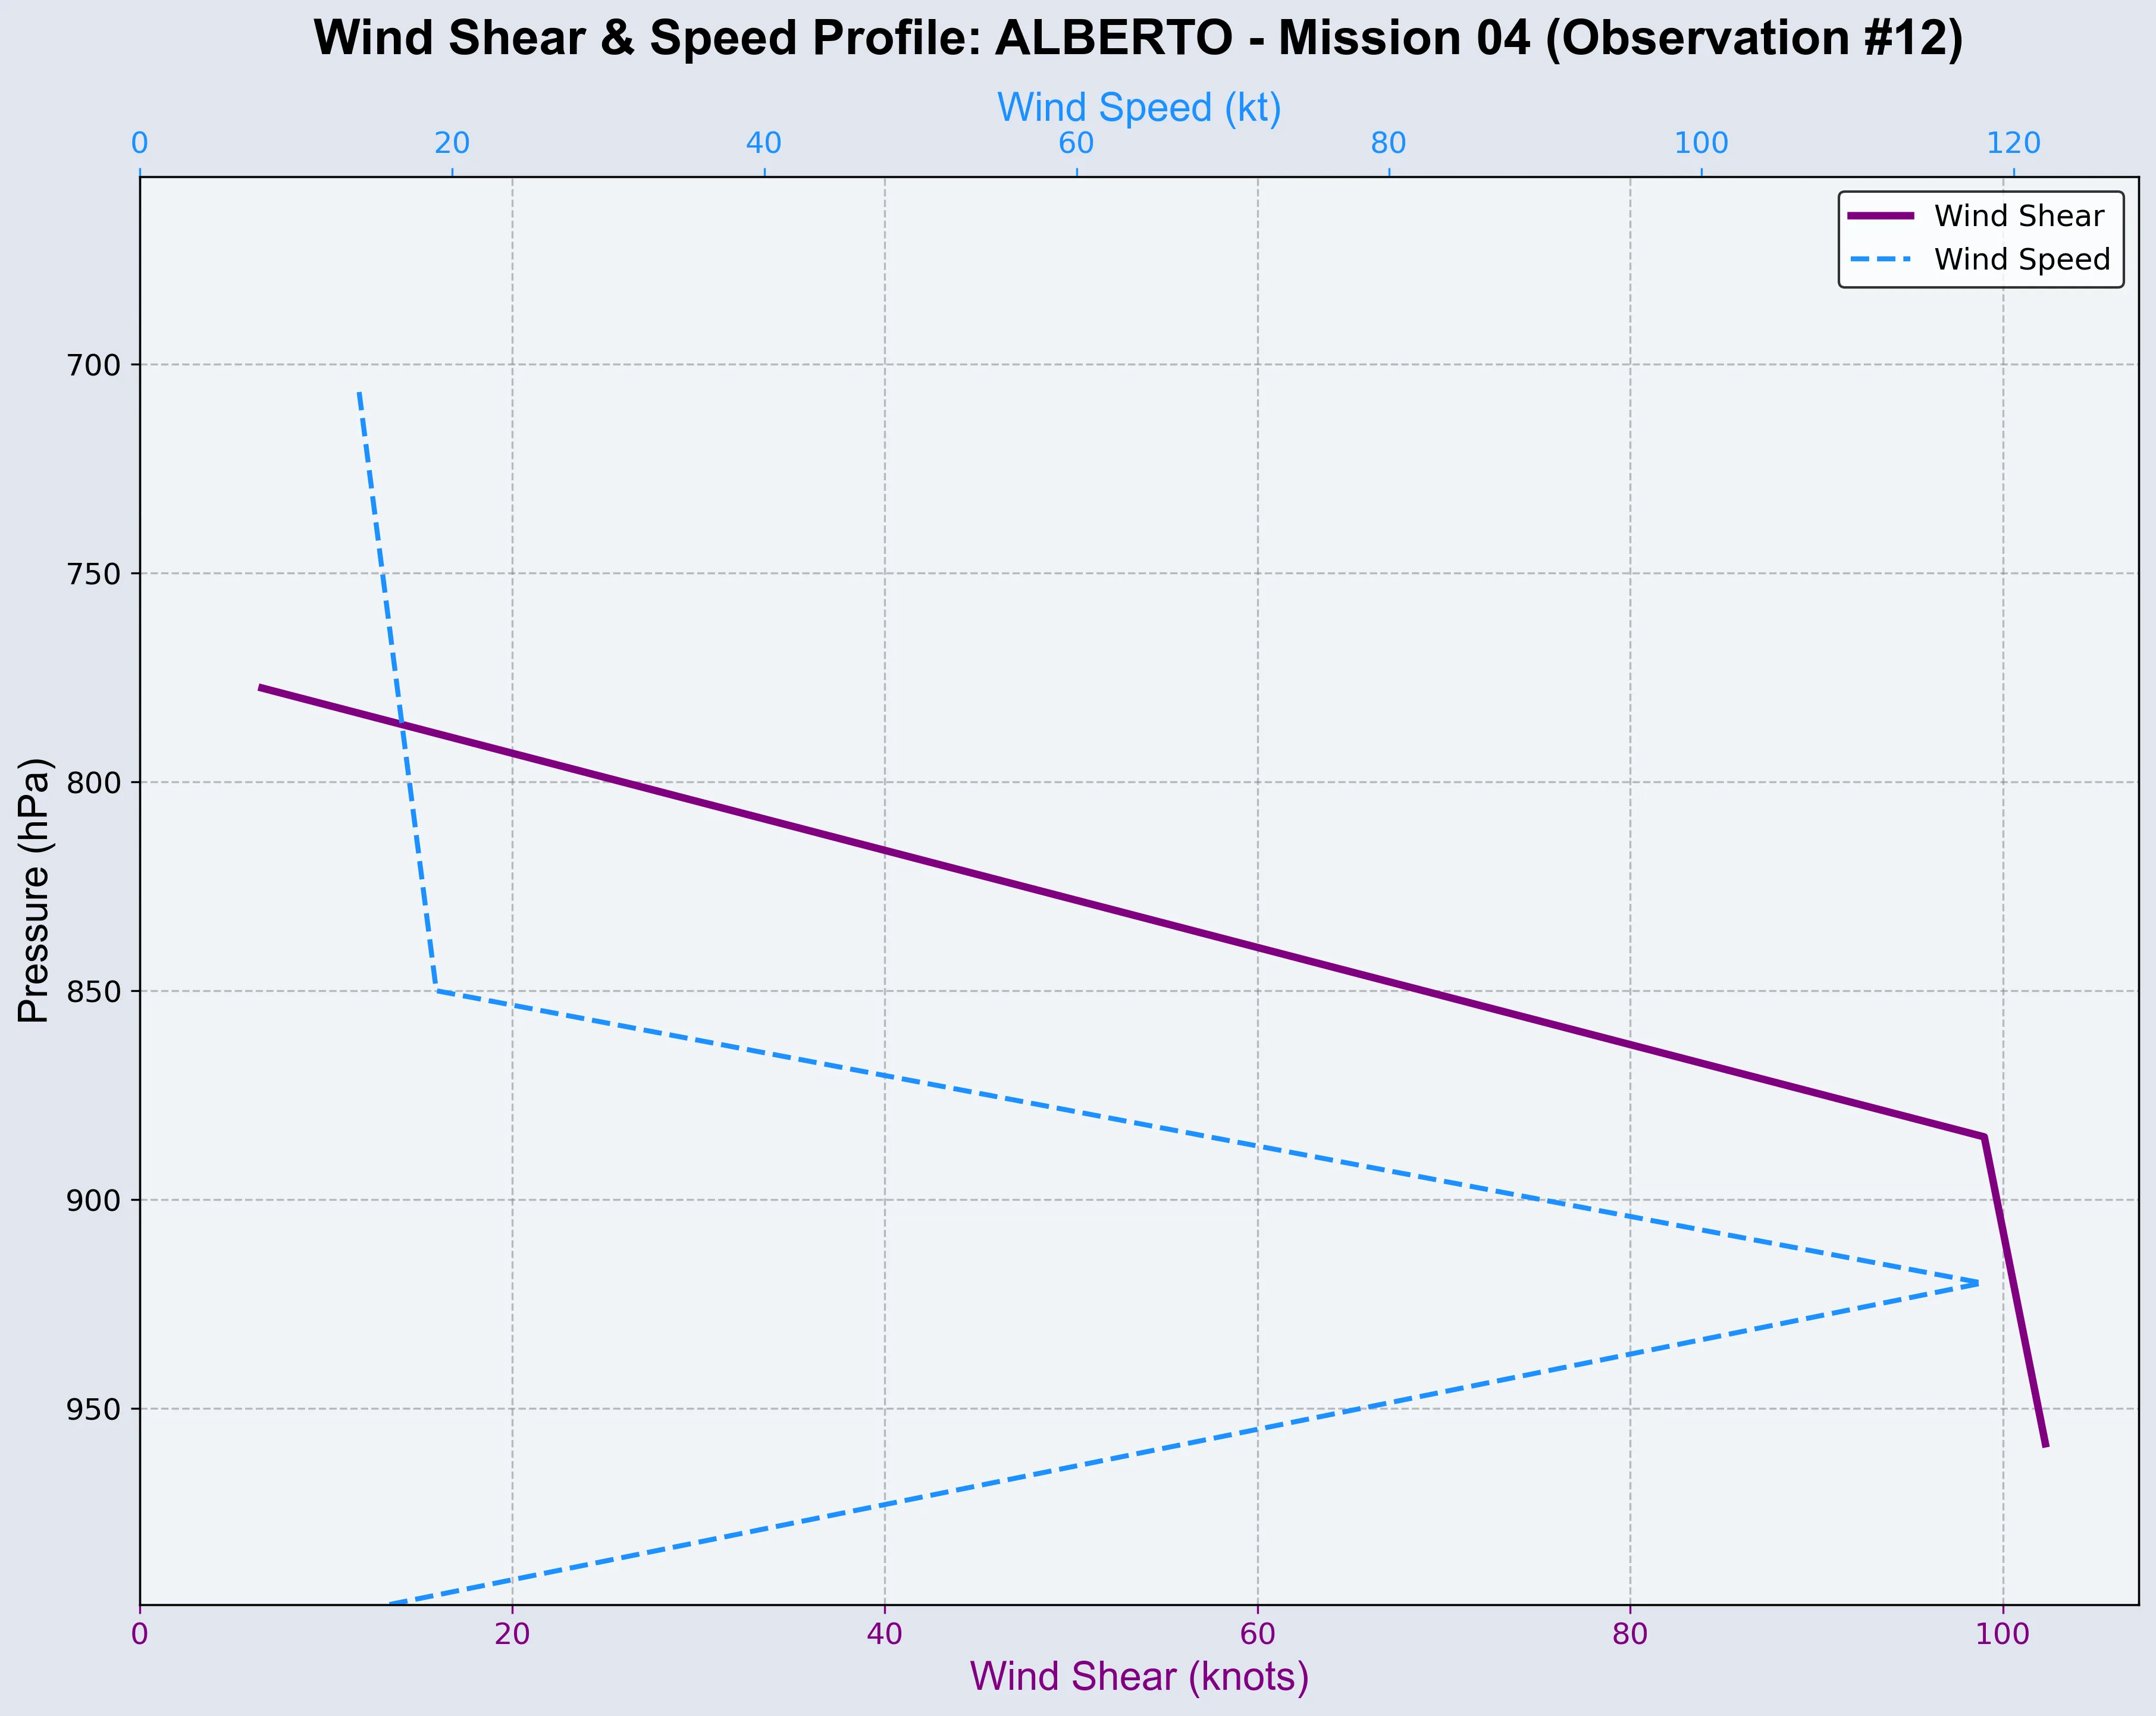 Wind Shear & Speed Profile: ALBERTO - Mission 04 (Observation #12)
Wind Speed (kt)
0 20 40 60 80 100 120
Wind Shear
Wind Speed
Pressure (hPa)
700
750
800
850
900
950
0 20 40 60 80 100
Wind Shear (knots)